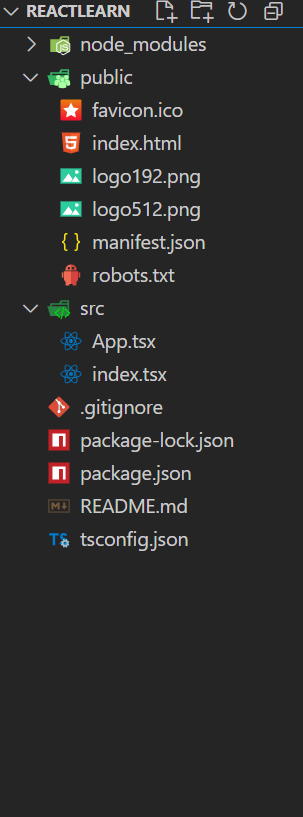 REACTLEARN
node_modules
public
favicon.ico
index.html
logo192.png
logo512.png
manifest.json
robots.txt
src
App.tsx
index.tsx
.gitignore
package-lock.json
package.json
README.md
tsconfig.json